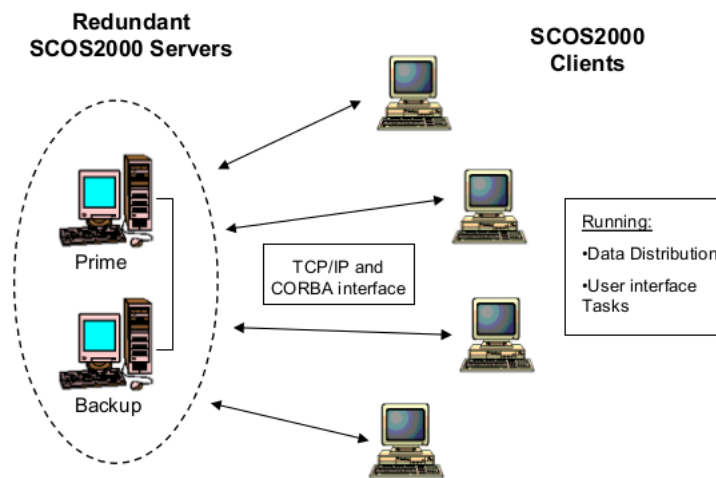 Redundant
SCOS2000 Servers
SCOS2000
Clients
Prime
Backup
TCP/IP and
CORBA interface
Running:
•Data Distribution
•User interface
Tasks